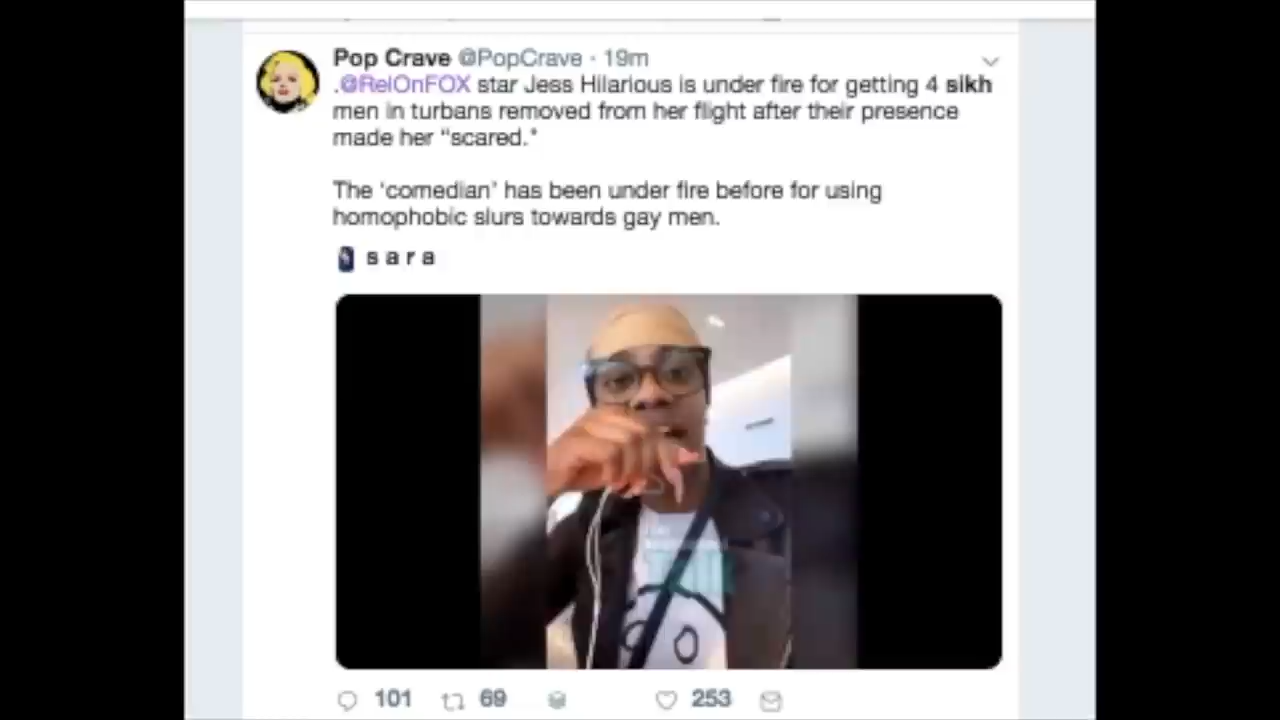 Pop Crave @PopCrave · 19m
.@RelOnFOX star Jess Hilarious is under fire for getting 4 sikh
men in turbans removed from her flight after their presence
made her "scared."
The 'comedian' has been under fire before for using
homophobic slurs towards gay men.
s a r a
101 69 253